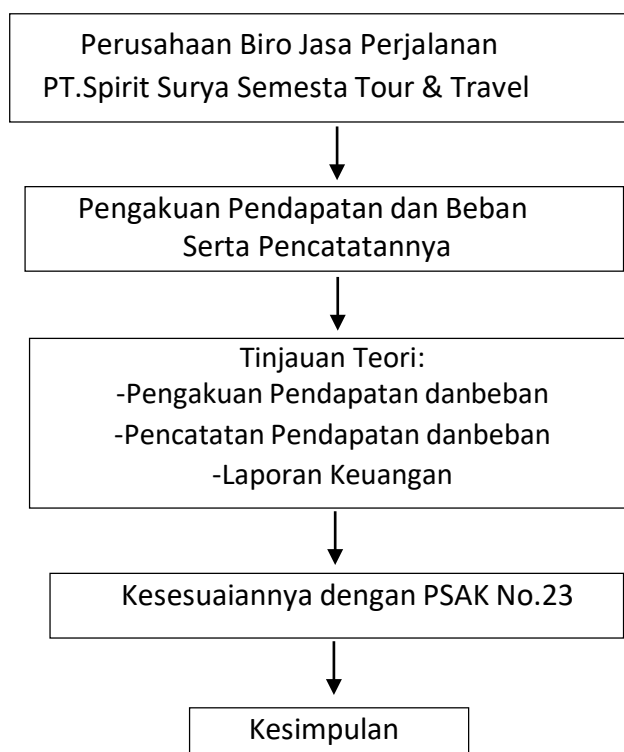 Perusahaan Biro Jasa Perjalanan
PT.Spirit Surya Semesta Tour & Travel
Pengakuan Pendapatan dan Beban
Serta Pencatatannya
Tinjauan Teori:
-Pengakuan Pendapatan danbeban
-Pencatatan Pendapatan danbeban
-Laporan Keuangan
Kesesuaiannya dengan PSAK No.23
Kesimpulan